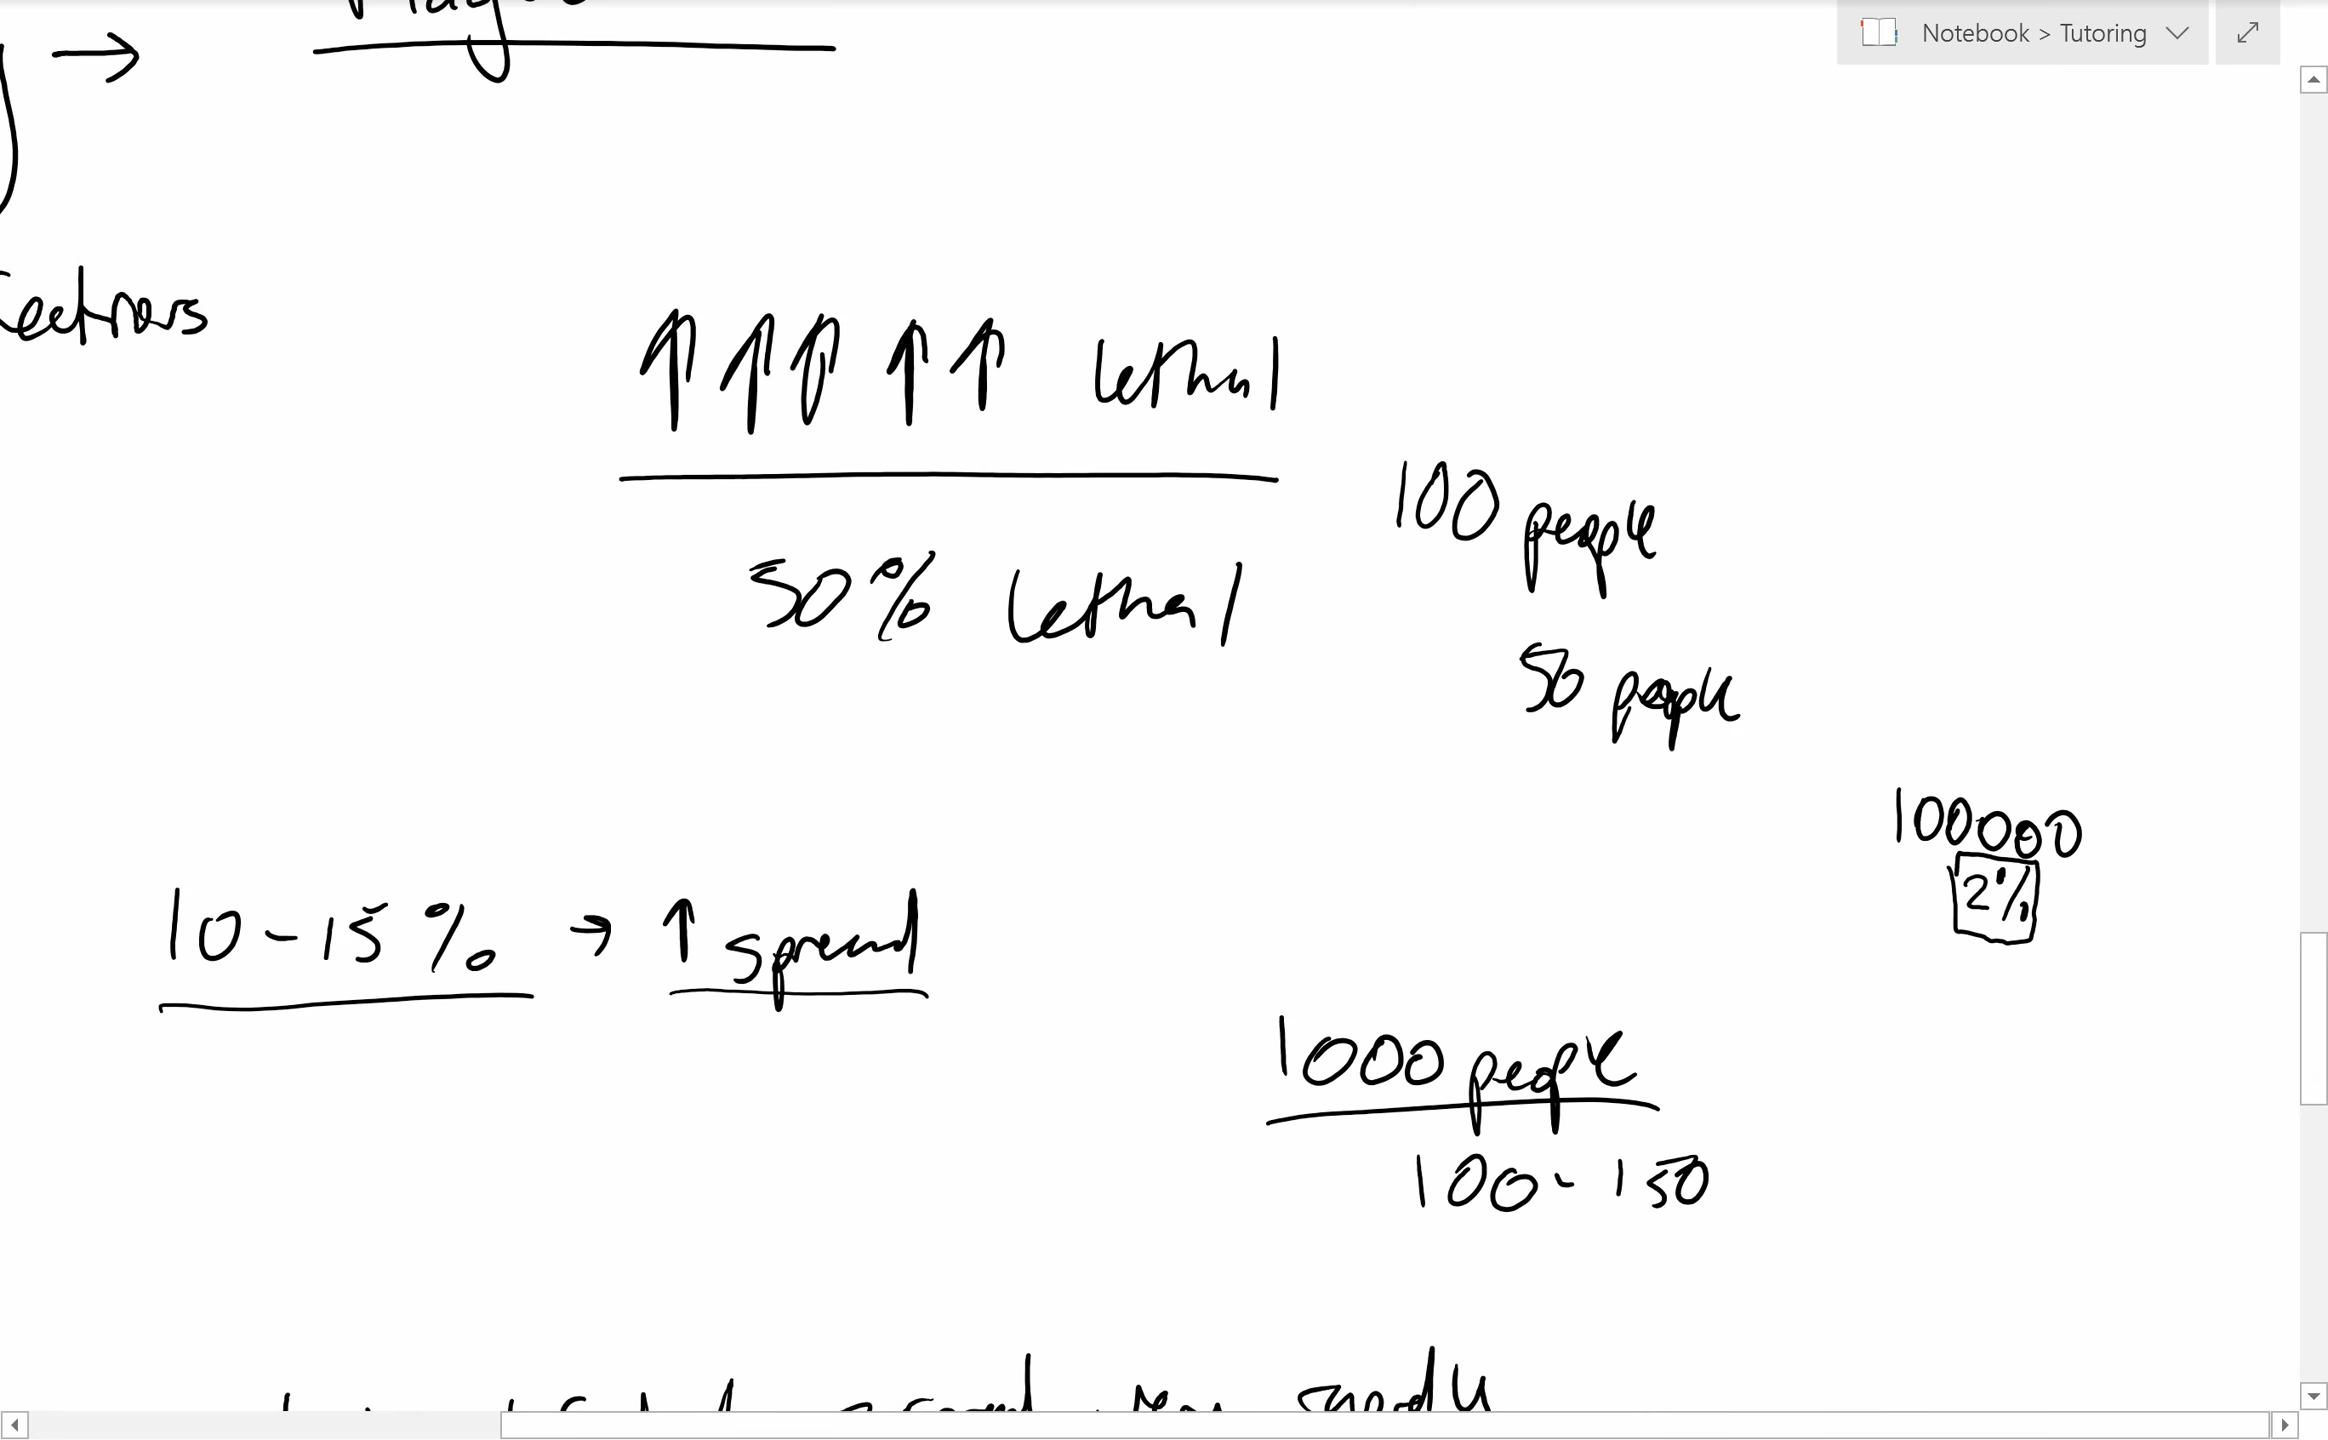 Notebook > Tutoring
→
↑↑↑↑↑ lethal
100 people
50% lethal
50 people
100000
2%
10-15% → ↑ spread
1000 people
100-150